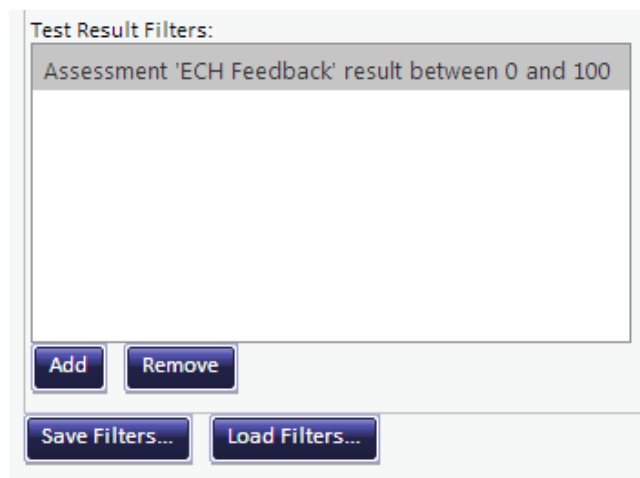 Test Result Filters:
Assessment 'ECH Feedback' result between 0 and 100
Add Remove
Save Filters... Load Filters...